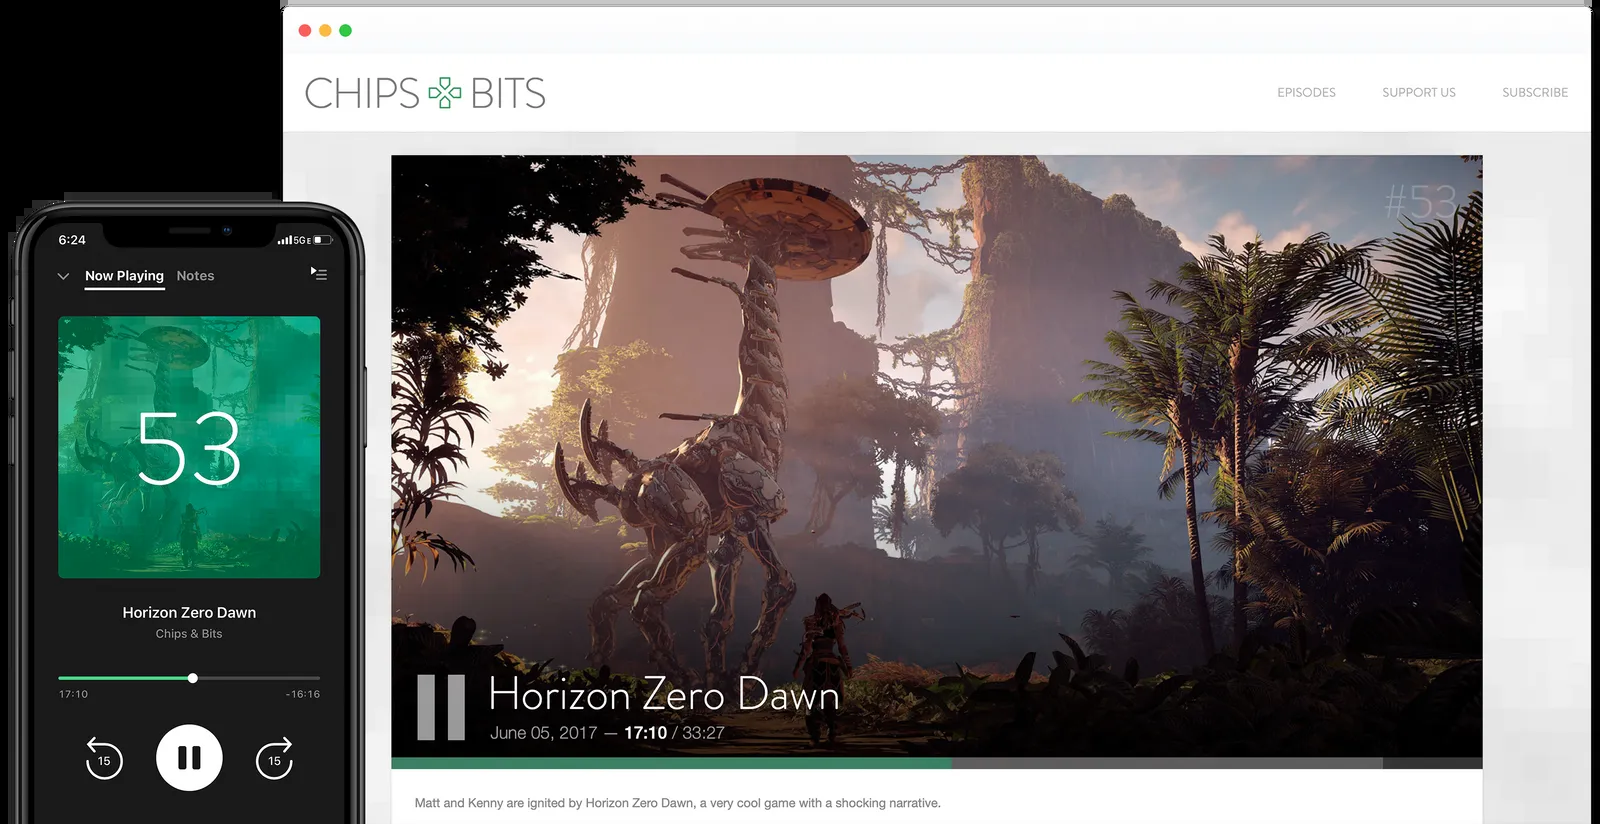 CHIPS BITS
EPISODES SUPPORT US SUBSCRIBE
#53
Horizon Zero Dawn
June 05, 2017 — 17:10 / 33:27
Matt and Kenny are ignited by Horizon Zero Dawn, a very cool game with a shocking narrative.
6:24 5GE
Now Playing Notes
53
Horizon Zero Dawn
Chips & Bits
17:10 -16:16
15 15